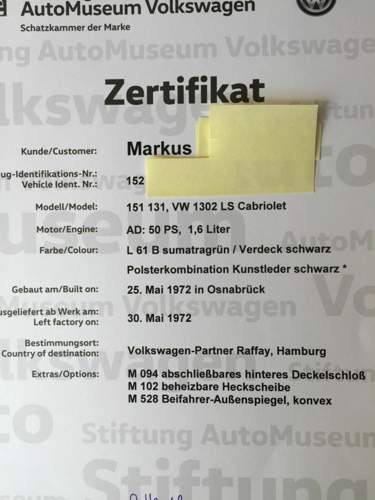 AutoMuseum Volkswagen
Schatzkammer der Marke
Zertifikat
Kunde/Customer: Markus
ug-Identifikations-Nr.:
Vehicle Ident. Nr.: 152
Modell/Model: 151 131, VW 1302 LS Cabriolet
Motor/Engine: AD: 50 PS, 1,6 Liter
Farbe/Colour: L 61 B sumatragrün / Verdeck schwarz
Polsterkombination Kunstleder schwarz *
Gebaut am/Built on: 25. Mai 1972 in Osnabrück
usgeliefert ab Werk am:
Left factory on: 30. Mai 1972
Bestimmungsort:
Country of destination: Volkswagen-Partner Raffay, Hamburg
Extras/Options: M 094 abschließbares hinteres Deckelschloß
M 102 beheizbare Heckscheibe
M 528 Beifahrer-Außenspiegel, konvex
Stiftung AutoMuseum
Stiftung